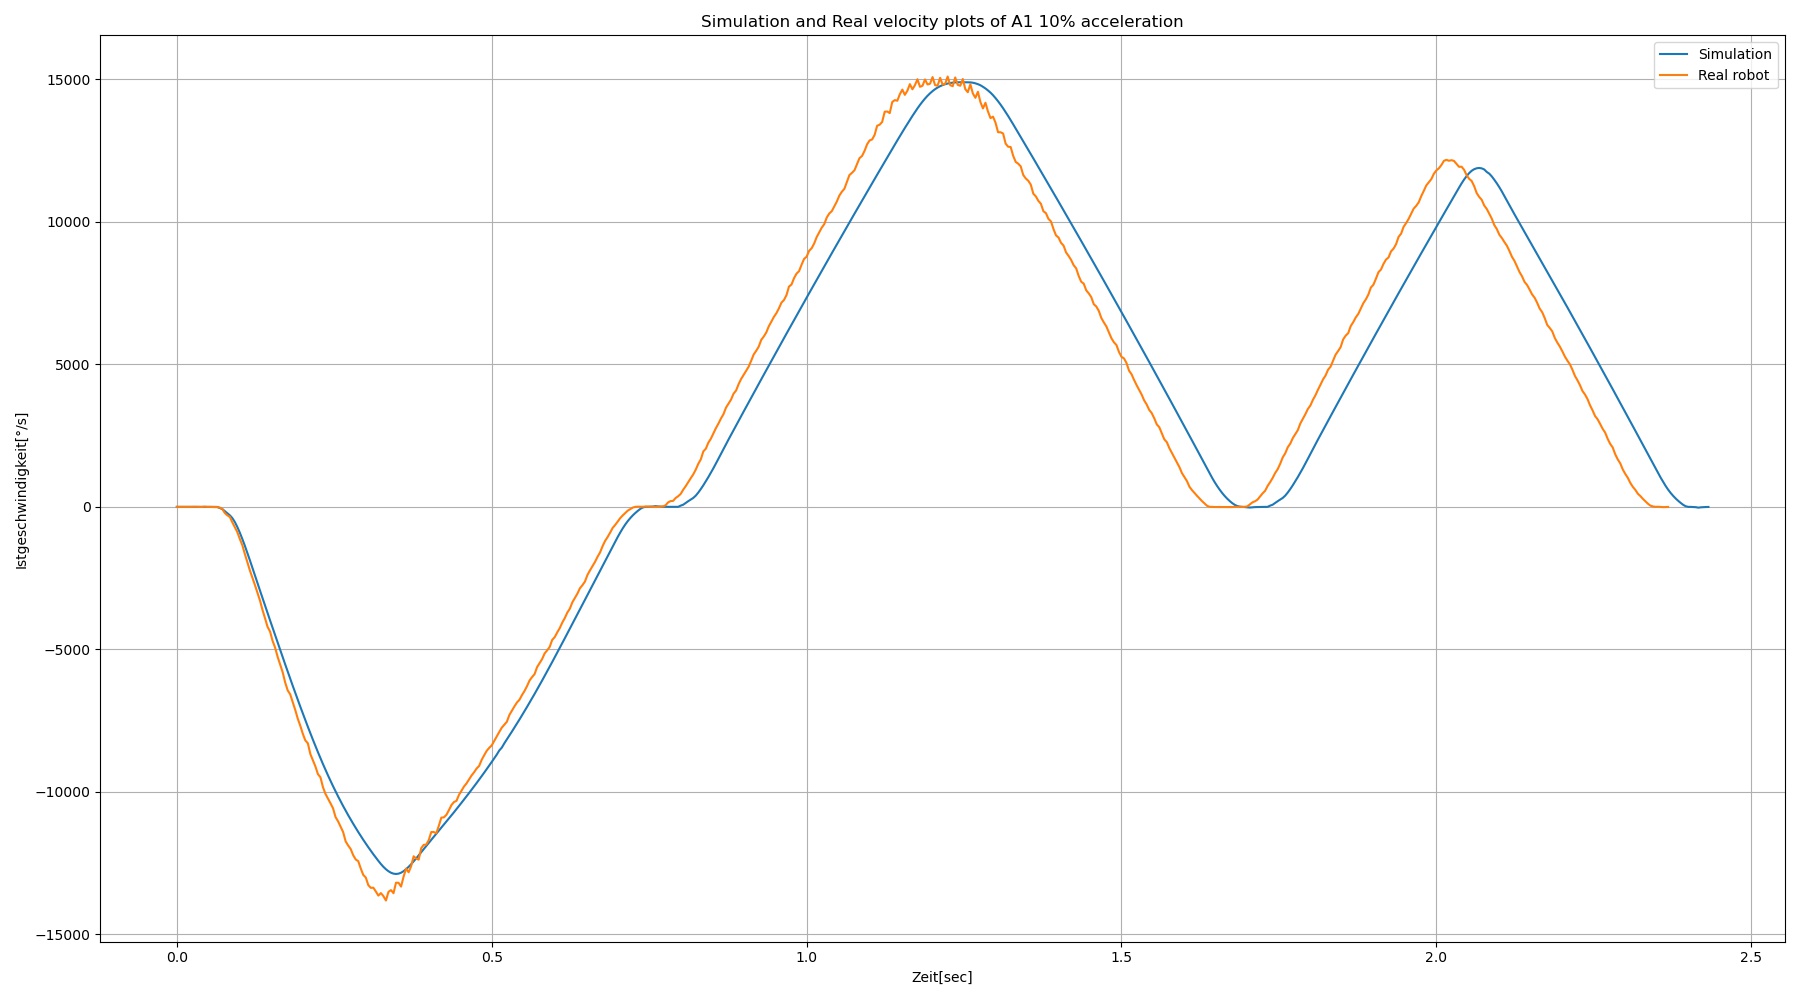 Simulation and Real velocity plots of A1 10% acceleration
Simulation
Real robot
15000
10000
5000
0
−5000
−10000
−15000
Istgeschwindigkeit[°/s]
0.0 0.5 1.0 1.5 2.0 2.5
Zeit[sec]